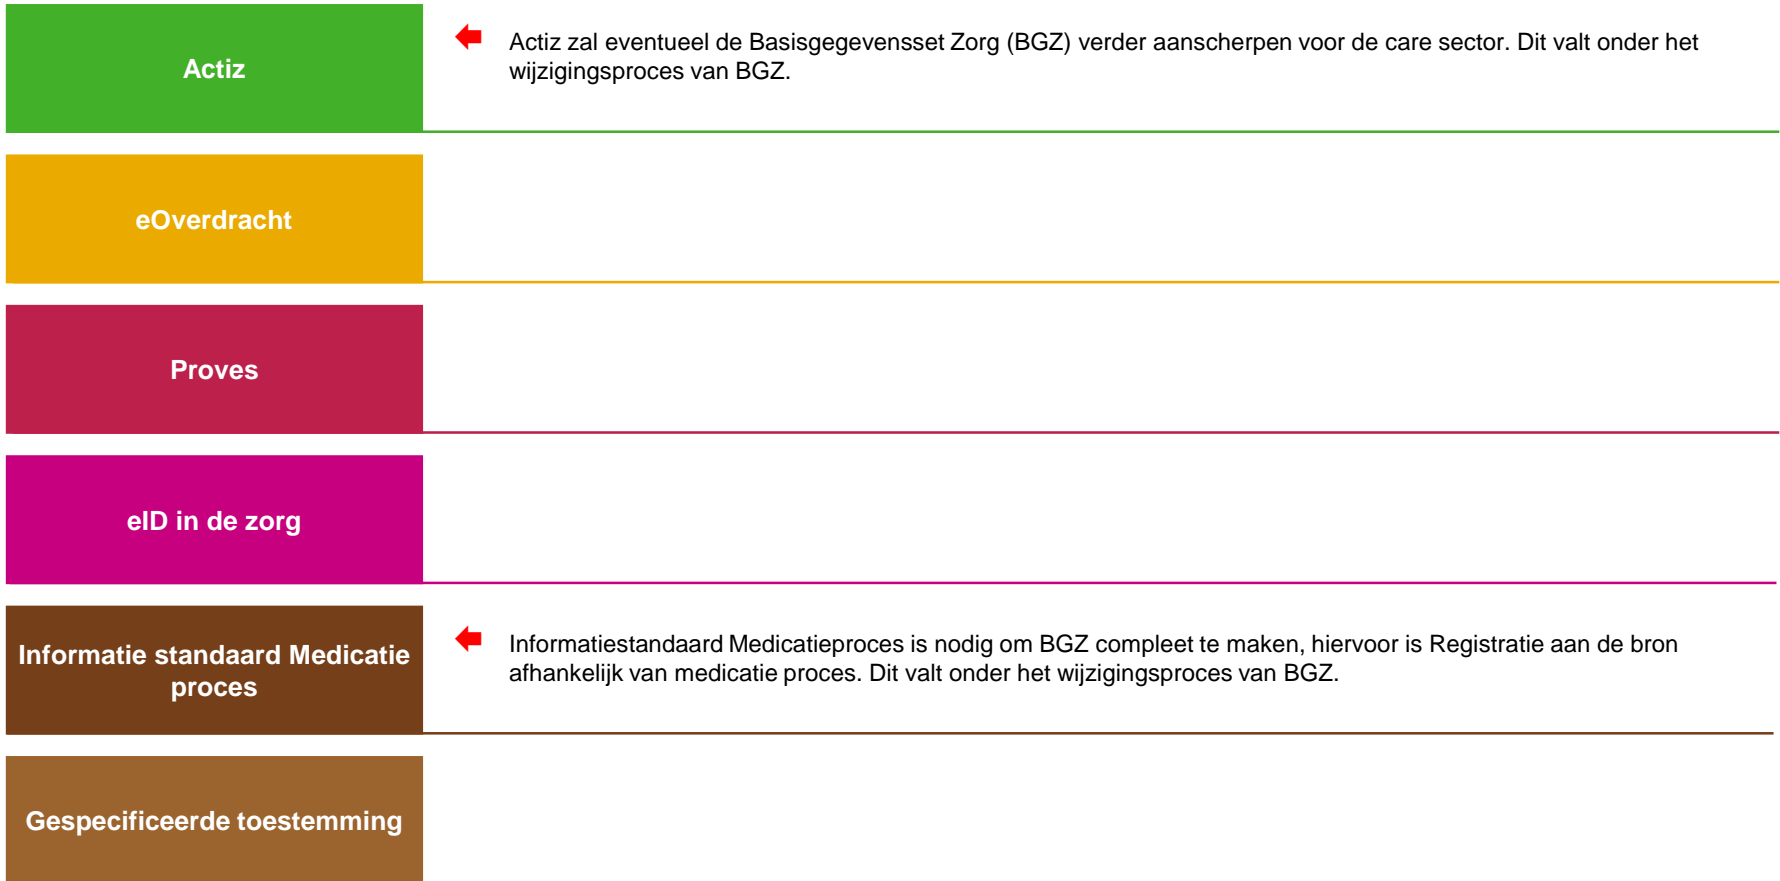 Actiz
Actiz zal eventueel de Basisgegevensset Zorg (BGZ) verder aanscherpen voor de care sector. Dit valt onder het
wijzigingsproces van BGZ.
eOverdracht
Proves
eID in de zorg
Informatie standaard Medicatie
proces
Informatiestandaard Medicatieproces is nodig om BGZ compleet te maken, hiervoor is Registratie aan de bron
afhankelijk van medicatie proces. Dit valt onder het wijzigingsproces van BGZ.
Gespecificeerde toestemming